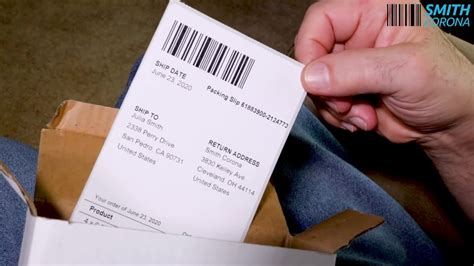 SMITH
CORONA
SHIP DATE
June 23, 2020
Packing Slip 61883900-2124773
SHIP TO
Julia Smith
2338 Perry Drive
San Pedro, CA 90731
United States
RETURN ADDRESS
Smith Corona
3830 Kelley Ave
Cleveland, OH 44114
United States
Your order of June 23, 2020
Product